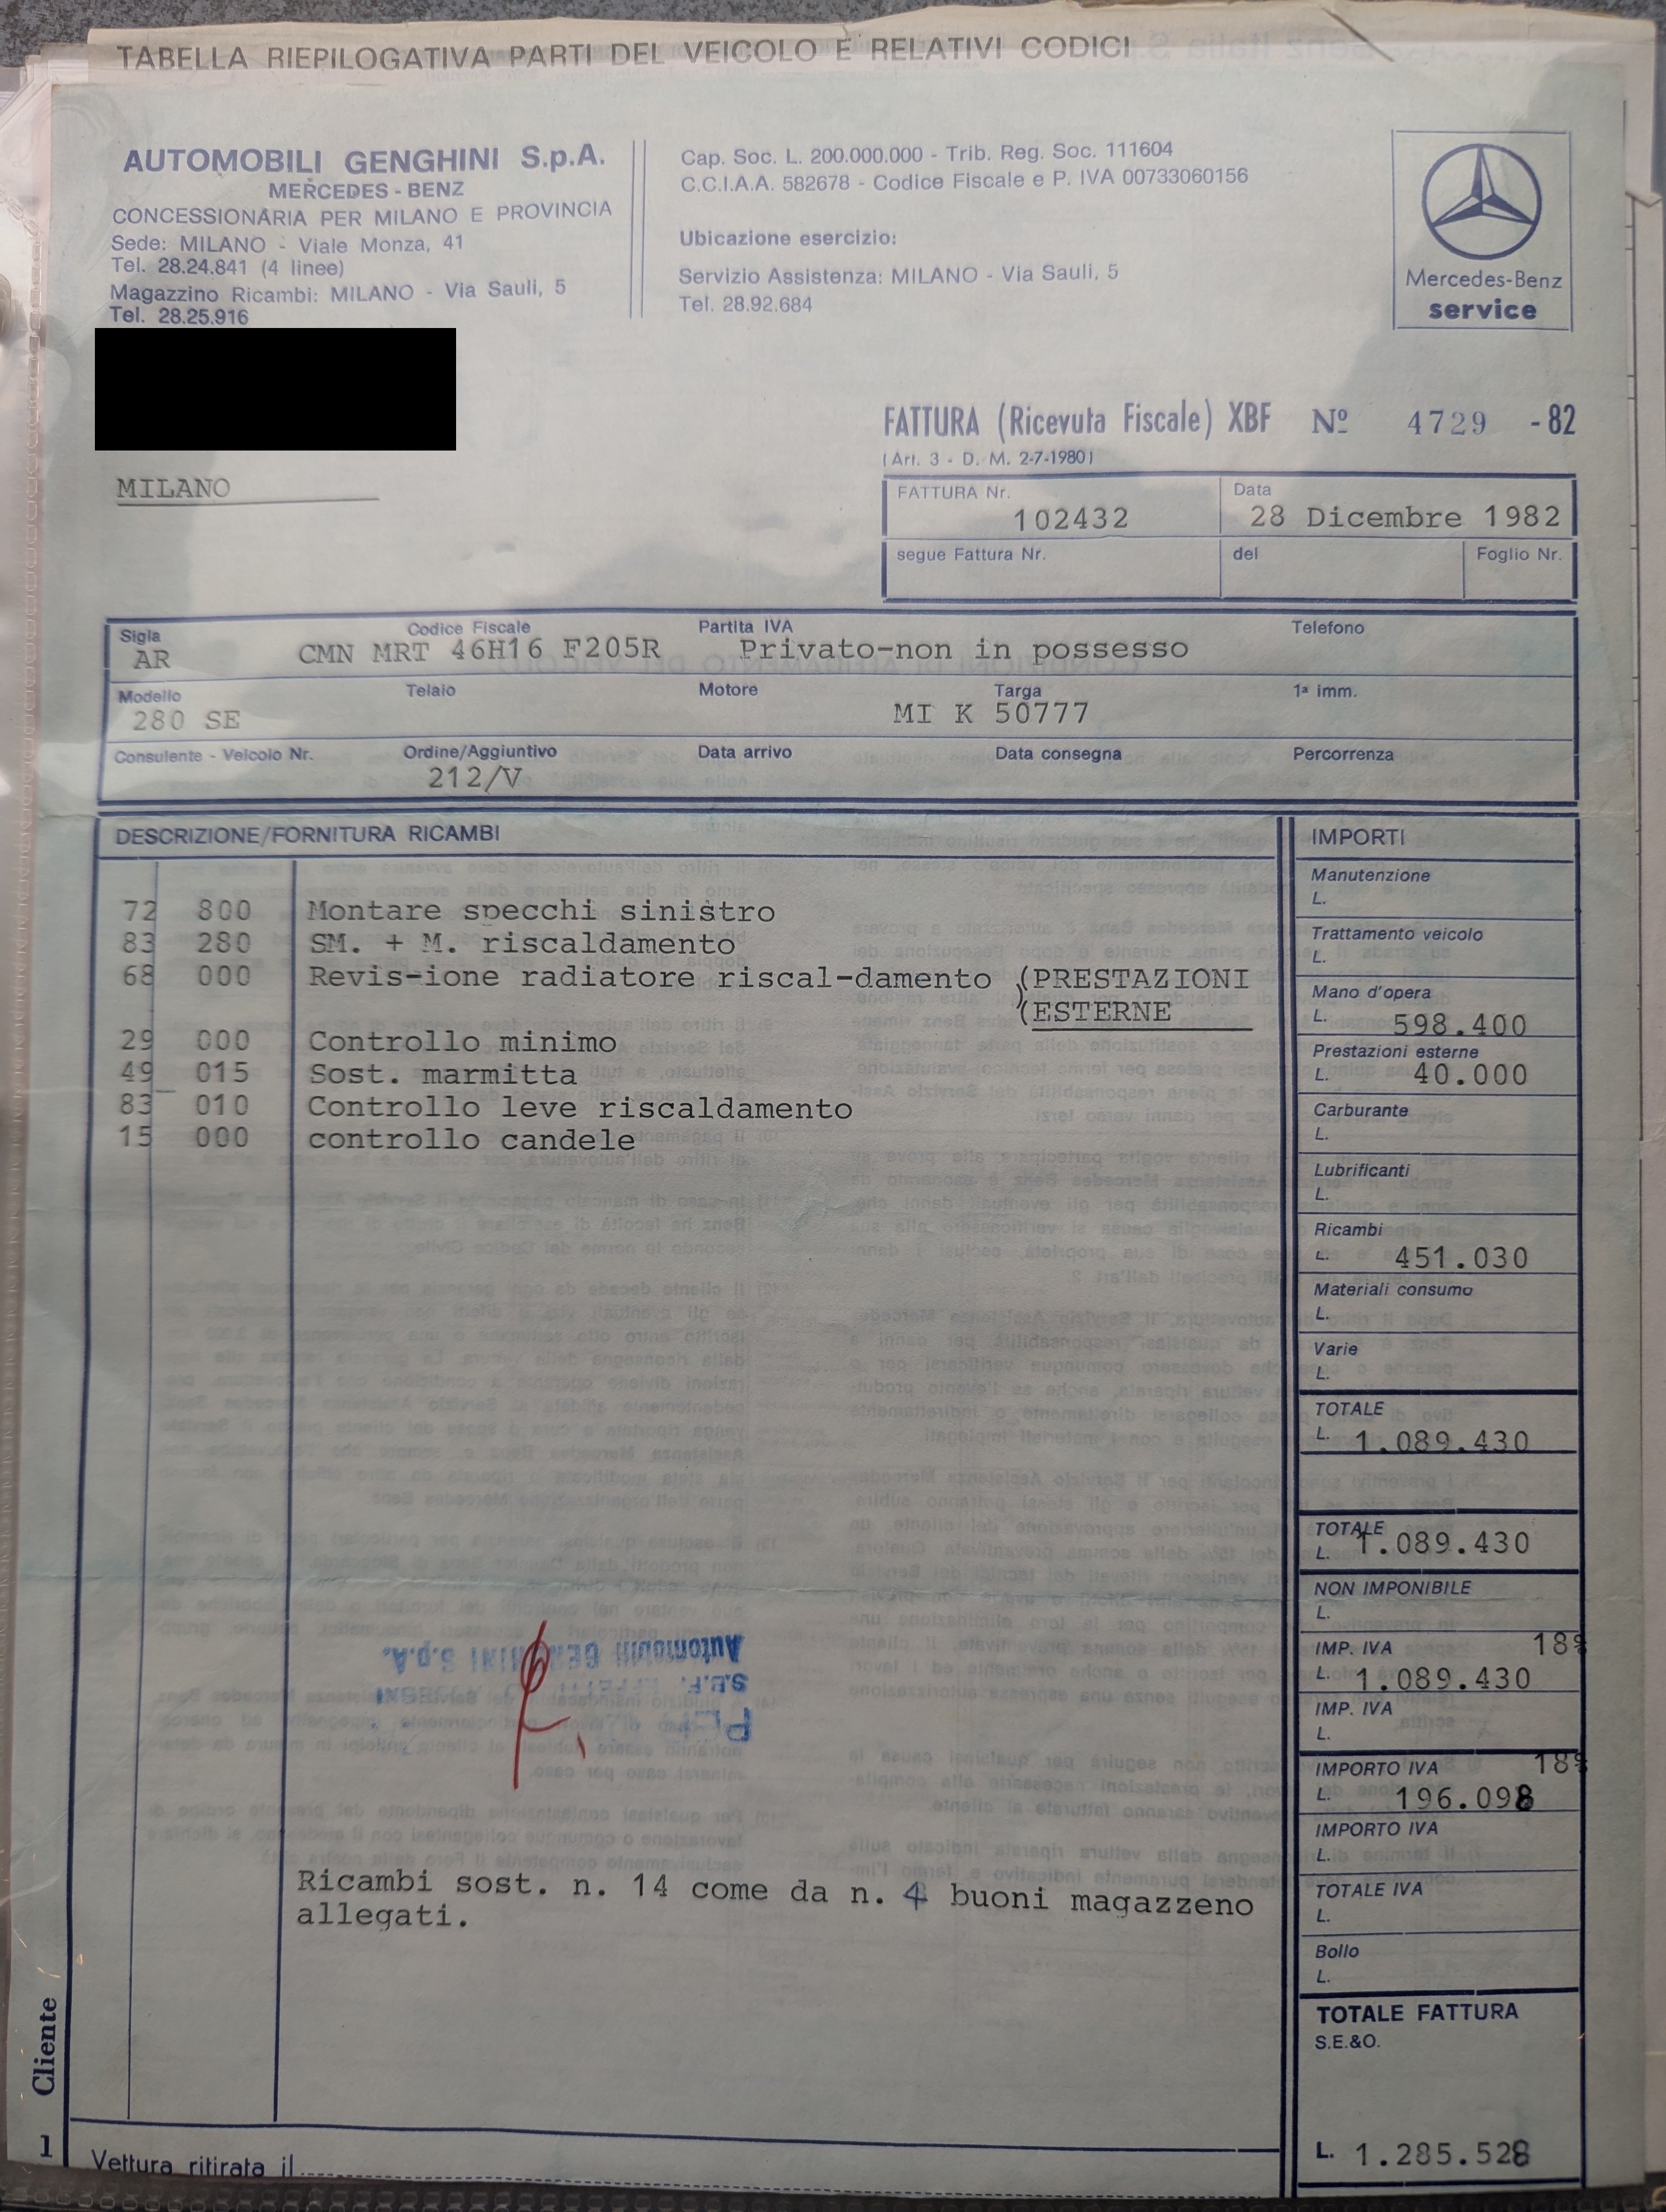 TABELLA RIEPILOGATIVA PARTI DEL VEICOLO E RELATIVI CODICI
AUTOMOBILI GENGHINI S.p.A.
MERCEDES - BENZ
CONCESSIONARIA PER MILANO E PROVINCIA
Sede: MILANO - Viale Monza, 41
Tel. 28.24.841 (4 linee)
Magazzino Ricambi: MILANO - Via Sauli, 5
Tel. 28.25.916
Cap. Soc. L. 200.000.000 - Trib. Reg. Soc. 111604
C.C.I.A.A. 582678 - Codice Fiscale e P. IVA 00733060156
Ubicazione esercizio:
Servizio Assistenza: MILANO - Via Sauli, 5
Tel. 28.92.684
Mercedes-Benz
service
MILANO
FATTURA (Ricevuta Fiscale) XBF Nº 4729 - 82
(Art. 3 - D. M. 2-7-1980)
FATTURA Nr. Data
102432 28 Dicembre 1982
segue Fattura Nr. del Foglio Nr.
Sigla Codice Fiscale Partita IVA Telefono
AR CMN MRT 46H16 F205R Privato-non in possesso
Modello Telaio Motore Targa 1ª imm.
280 SE MI K 50777
Consulente - Veicolo Nr. Ordine/Aggiuntivo Data arrivo Data consegna Percorrenza
212/V
DESCRIZIONE/FORNITURA RICAMBI
72 800 Montare specchi sinistro
83 280 SM. + M. riscaldamento
68 000 Revis-ione radiatore riscal-damento (PRESTAZIONI
(ESTERNE
29 000 Controllo minimo
49 015 Sost. marmitta
83 010 Controllo leve riscaldamento
15 000 controllo candele
Automobili GENGHINI S.p.A.
Ricambi sost. n. 14 come da n. 4 buoni magazzeno
allegati.
IMPORTI
Manutenzione
L.
Trattamento veicolo
L.
Mano d'opera
L. 598.400
Prestazioni esterne
L. 40.000
Carburante
L.
Lubrificanti
L.
Ricambi
L. 451.030
Materiali consumo
L.
Varie
L.
TOTALE
L. 1.089.430
TOTALE
L. 1.089.430
NON IMPONIBILE
L.
IMP. IVA 18%
L. 1.089.430
IMP. IVA
L.
IMPORTO IVA 18%
L. 196.098
IMPORTO IVA
L.
TOTALE IVA
L.
Bollo
L.
TOTALE FATTURA
S.E.&O.
L. 1.285.528
1 Cliente
Vettura ritirata il